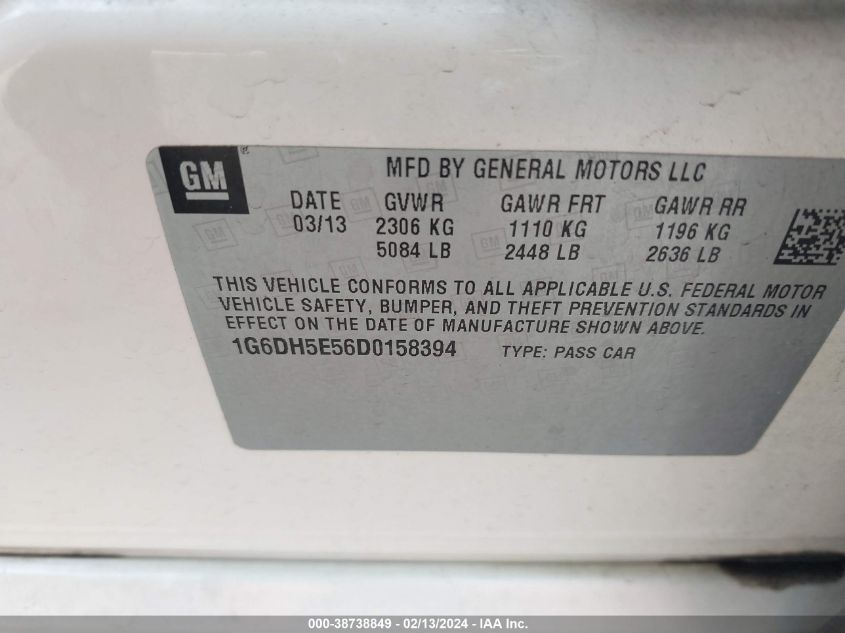 GM
MFD BY GENERAL MOTORS LLC
DATE GVWR GAWR FRT GAWR RR
03/13 2306 KG 1110 KG 1196 KG
5084 LB 2448 LB 2636 LB
THIS VEHICLE CONFORMS TO ALL APPLICABLE U.S. FEDERAL MOTOR
VEHICLE SAFETY, BUMPER, AND THEFT PREVENTION STANDARDS IN
EFFECT ON THE DATE OF MANUFACTURE SHOWN ABOVE.
1G6DH5E56D0158394 TYPE: PASS CAR
000-38738849 - 02/13/2024 - IAA Inc.